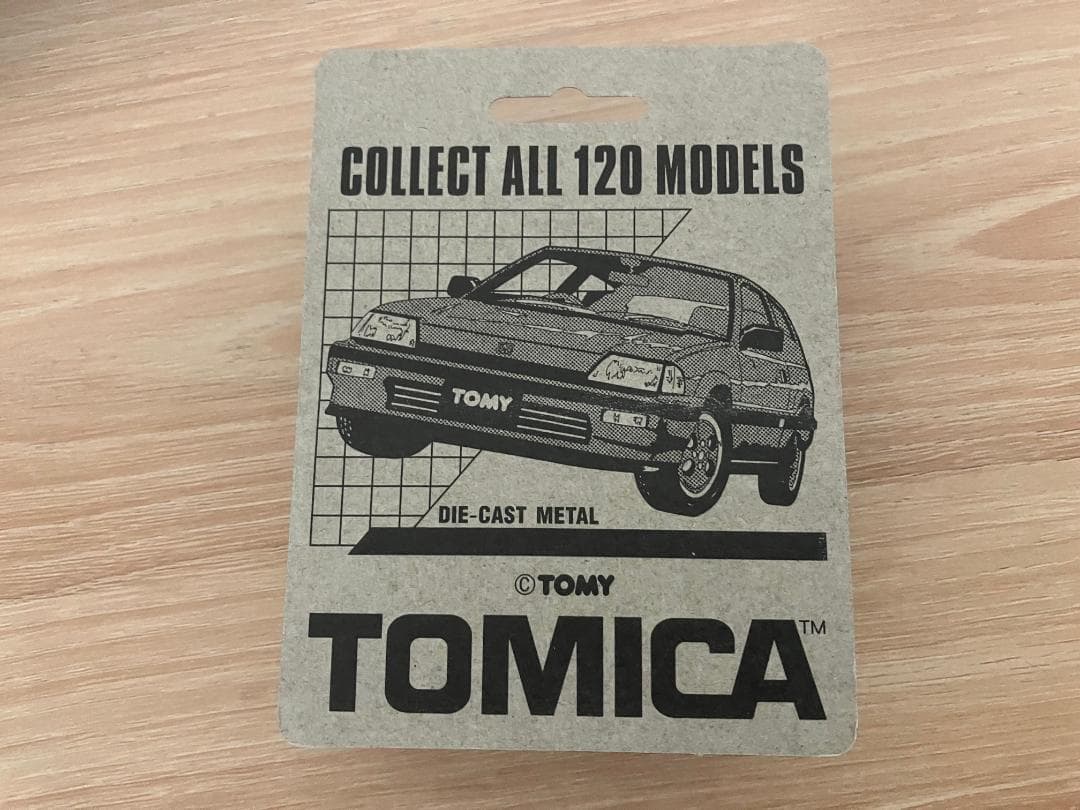 COLLECT ALL 120 MODELS
TOMY
DIE-CAST METAL
©TOMY
TOMICA™